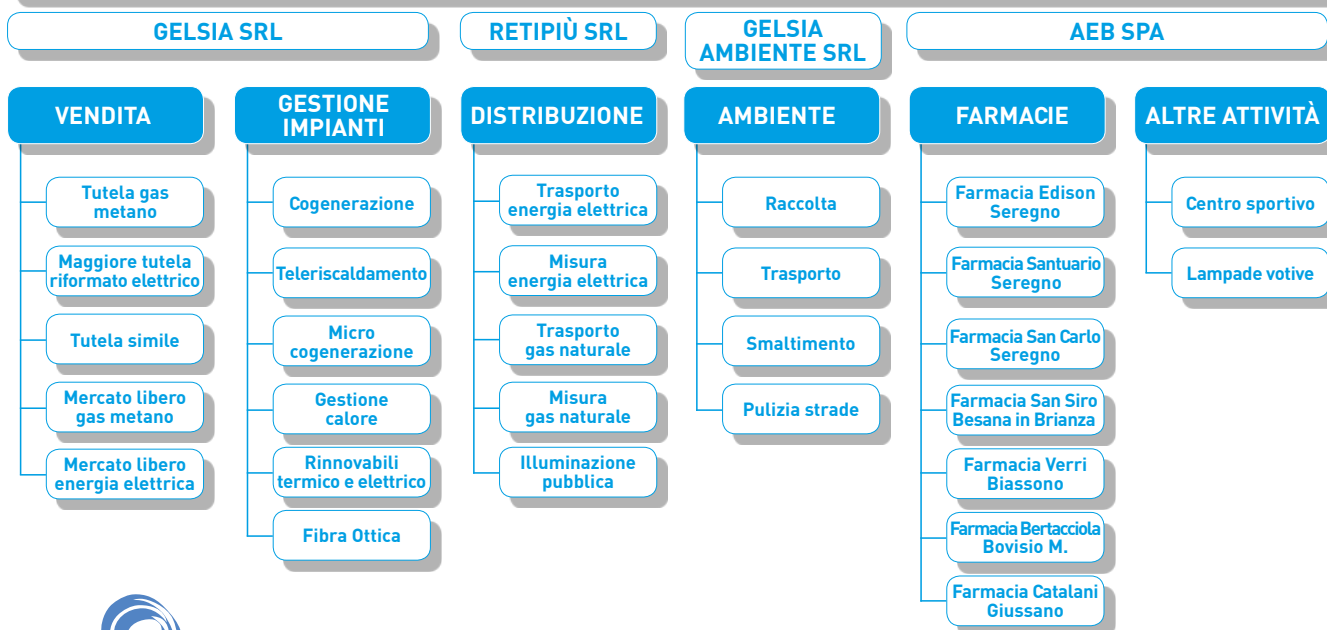 GELSIA SRL
RETIPIÙ SRL
GELSIA
AMBIENTE SRL
AEB SPA
VENDITA
Tutela gas
metano
Maggiore tutela
riformato elettrico
Tutela simile
Mercato libero
gas metano
Mercato libero
energia elettrica
GESTIONE
IMPIANTI
Cogenerazione
Teleriscaldamento
Micro
cogenerazione
Gestione
calore
Rinnovabili
termico e elettrico
Fibra Ottica
DISTRIBUZIONE
Trasporto
energia elettrica
Misura
energia elettrica
Trasporto
gas naturale
Misura
gas naturale
Illuminazione
pubblica
AMBIENTE
Raccolta
Trasporto
Smaltimento
Pulizia strade
FARMACIE
Farmacia Edison
Seregno
Farmacia Santuario
Seregno
Farmacia San Carlo
Seregno
Farmacia San Siro
Besana in Brianza
Farmacia Verri
Biassono
Farmacia Bertacciola
Bovisio M.
Farmacia Catalani
Giussano
ALTRE ATTIVITÀ
Centro sportivo
Lampade votive